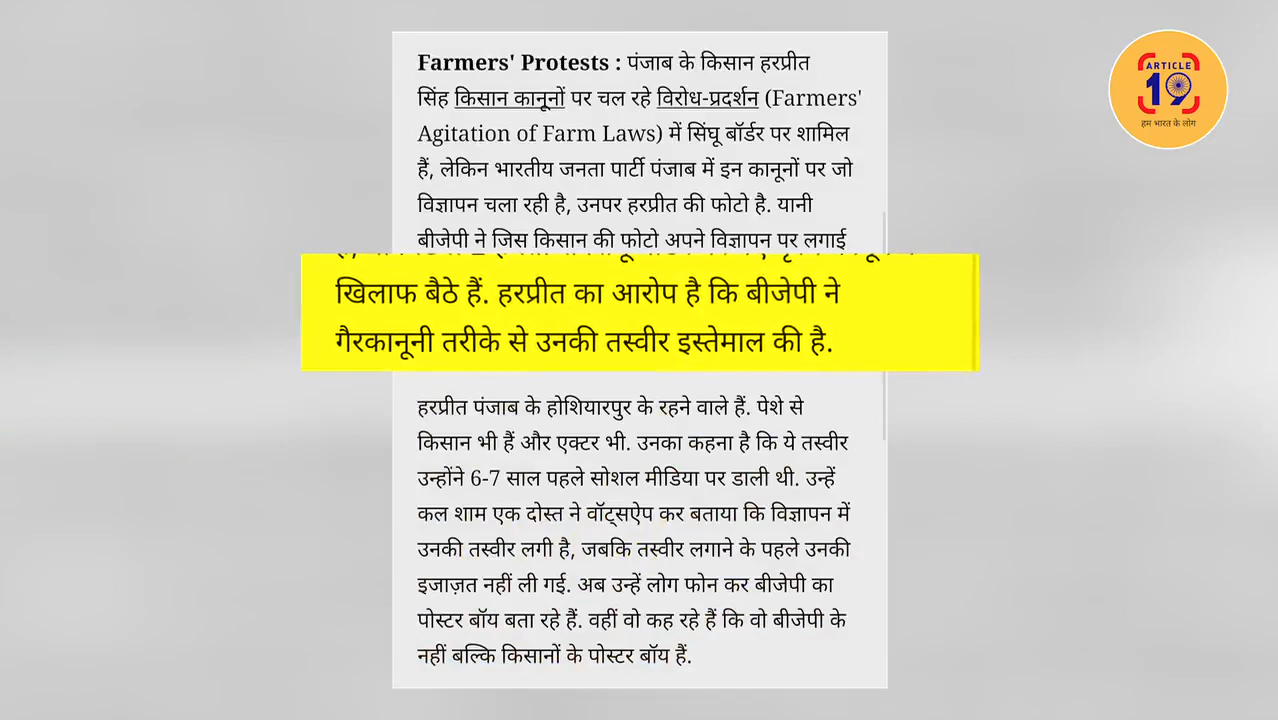 Farmers' Protests : पंजाब के किसान हरप्रीत
सिंह किसान कानूनों पर चल रहे विरोध-प्रदर्शन (Farmers'
Agitation of Farm Laws) में सिंघू बॉर्डर पर शामिल
हैं, लेकिन भारतीय जनता पार्टी पंजाब में इन कानूनों पर जो
विज्ञापन चला रही है, उनपर हरप्रीत की फोटो है. यानी
बीजेपी ने जिस किसान की फोटो अपने विज्ञापन पर लगाई
खिलाफ बैठे हैं. हरप्रीत का आरोप है कि बीजेपी ने
गैरकानूनी तरीके से उनकी तस्वीर इस्तेमाल की है.
हरप्रीत पंजाब के होशियारपुर के रहने वाले हैं. पेशे से
किसान भी हैं और एक्टर भी. उनका कहना है कि ये तस्वीर
उन्होंने 6-7 साल पहले सोशल मीडिया पर डाली थी. उन्हें
कल शाम एक दोस्त ने वॉट्सऐप कर बताया कि विज्ञापन में
उनकी तस्वीर लगी है, जबकि तस्वीर लगाने के पहले उनकी
इजाज़त नहीं ली गई. अब उन्हें लोग फोन कर बीजेपी का
पोस्टर बॉय बता रहे हैं. वहीं वो कह रहे हैं कि वो बीजेपी के
नहीं बल्कि किसानों के पोस्टर बॉय हैं.
ARTICLE
19
हम भारत के लोग